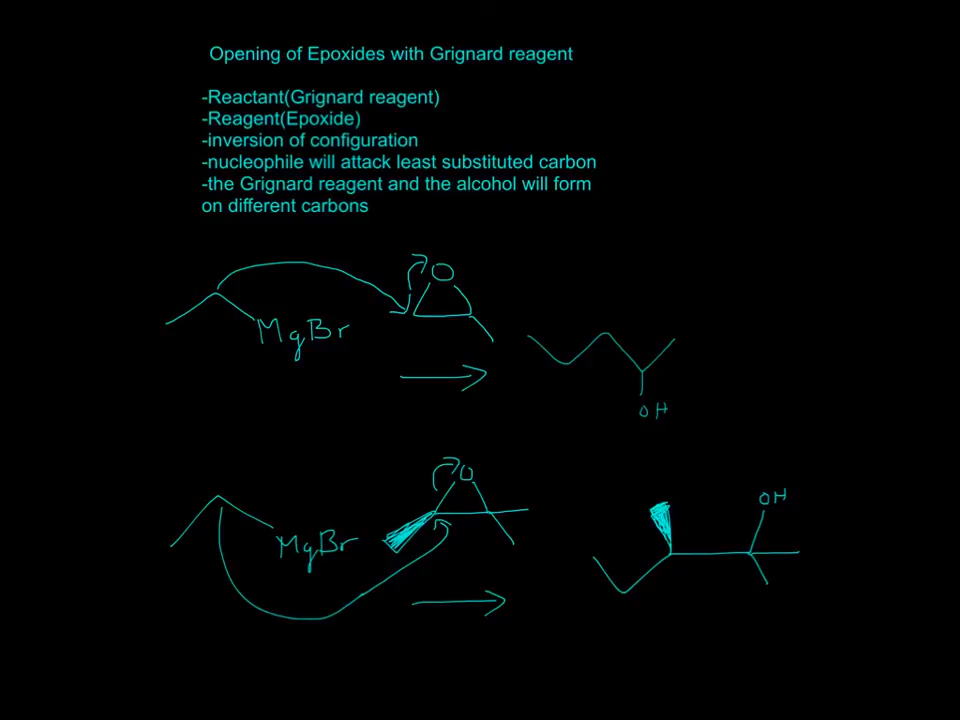 Opening of Epoxides with Grignard reagent
-Reactant(Grignard reagent)
-Reagent(Epoxide)
-inversion of configuration
-nucleophile will attack least substituted carbon
-the Grignard reagent and the alcohol will form
on different carbons
O
MgBr
OH
O
OH
MgBr